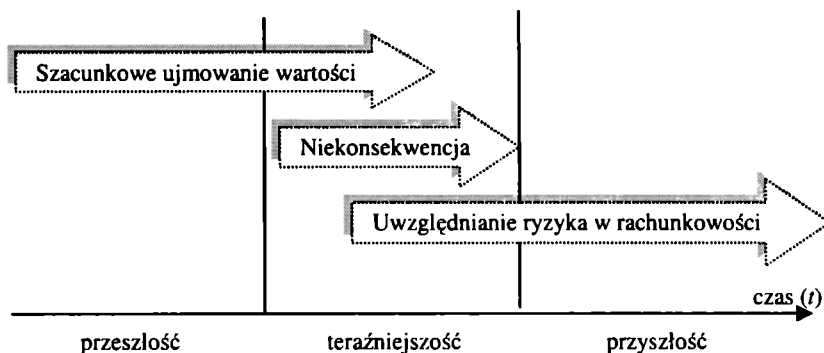 Szacunkowe ujmowanie wartości
Niekonsekwencja
Uwzględnianie ryzyka w rachunkowości
czas (t)
przeszłość teraźniejszość przyszłość